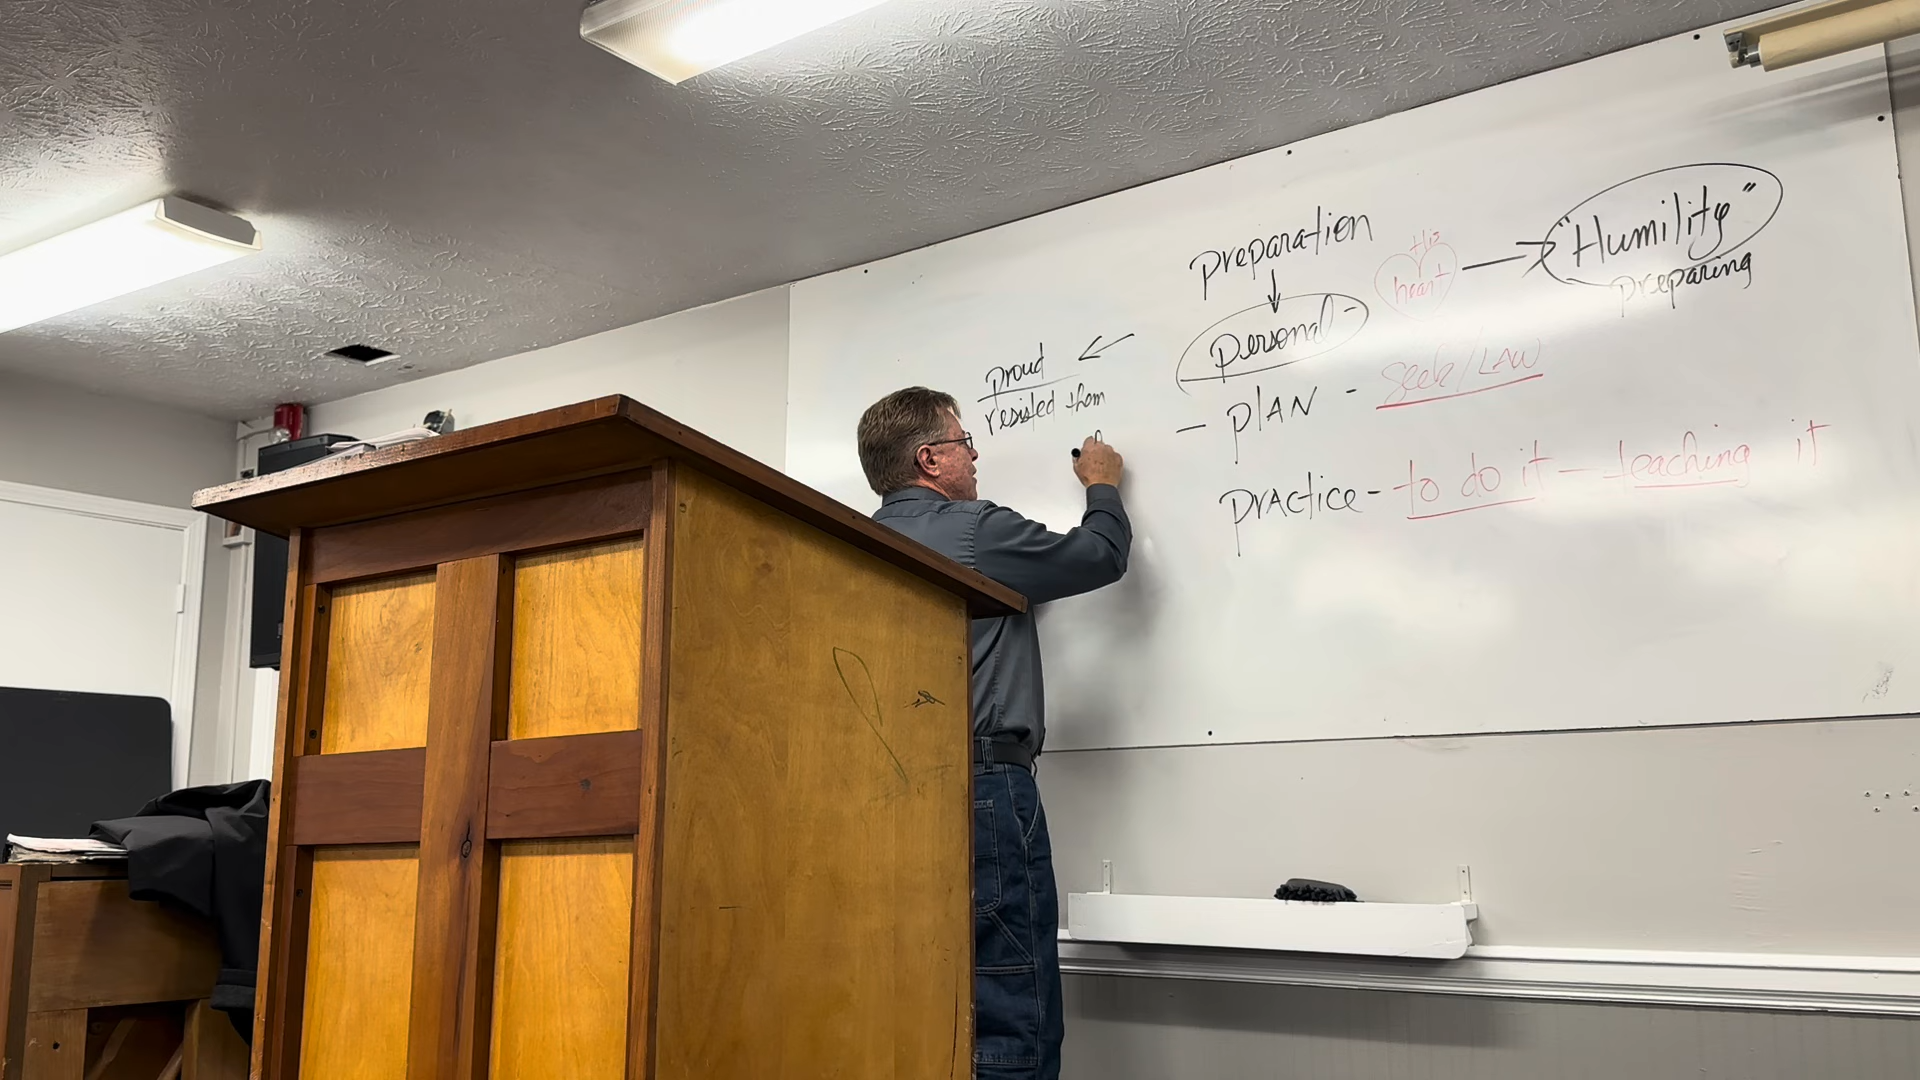 preparation
His
heart
"Humility"
preparing
personal -
proud
resisted them
- plAN - Seek/LAW
prActice - to do it - teaching it